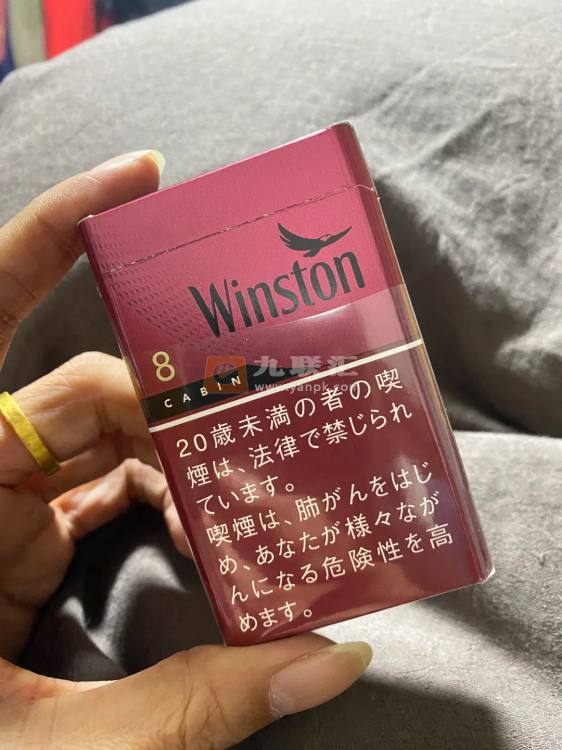 Winston
8
CABIN
九联汇
www.yanpk.com
20歳未満の者の喫
煙は、法律で禁じられ
ています。
喫煙は、肺がんをはじ
め、あなたが様々なが
んになる危険性を高
めます。